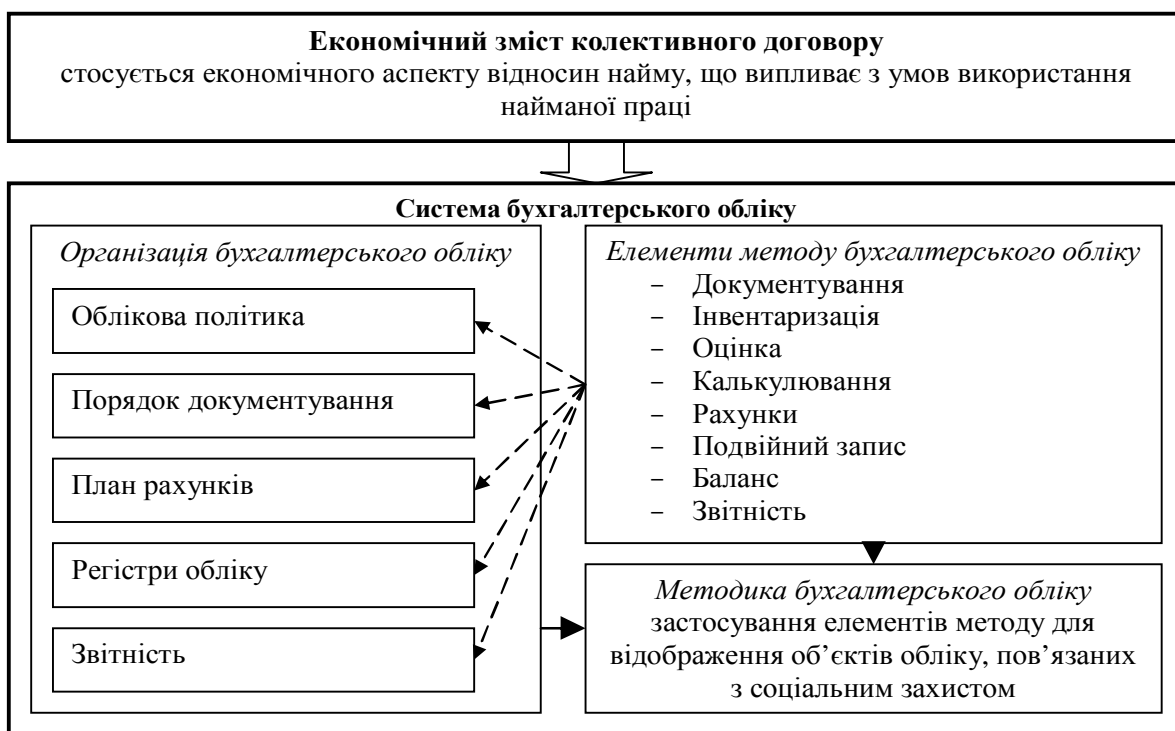 Економічний зміст колективного договору
стосується економічного аспекту відносин найму, що випливає з умов використання
найманої праці
Система бухгалтерського обліку
Організація бухгалтерського обліку
Облікова політика
Порядок документування
План рахунків
Регістри обліку
Звітність
Елементи методу бухгалтерського обліку
- Документування
- Інвентаризація
- Оцінка
- Калькулювання
- Рахунки
- Подвійний запис
- Баланс
- Звітність
Методика бухгалтерського обліку
застосування елементів методу для
відображення об’єктів обліку, пов’язаних
з соціальним захистом